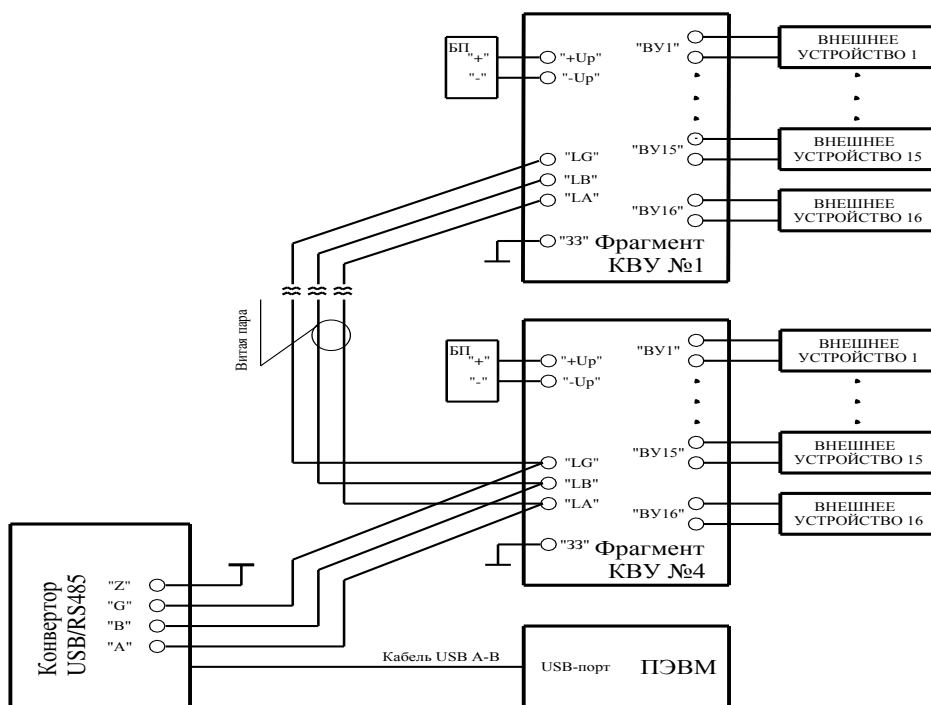 БП
"+"
"-"
"+Up"
"-Up"
"LG"
"LB"
"LA"
"ЗЗ"
Фрагмент
КВУ №1
"ВУ1"
"ВУ15"
"ВУ16"
ВНЕШНЕЕ
УСТРОЙСТВО 1
ВНЕШНЕЕ
УСТРОЙСТВО 15
ВНЕШНЕЕ
УСТРОЙСТВО 16
Витая пара
БП
"+"
"-"
"+Up"
"-Up"
"LG"
"LB"
"LA"
"ЗЗ"
Фрагмент
КВУ №4
"ВУ1"
"ВУ15"
"ВУ16"
ВНЕШНЕЕ
УСТРОЙСТВО 1
ВНЕШНЕЕ
УСТРОЙСТВО 15
ВНЕШНЕЕ
УСТРОЙСТВО 16
Конвертор
USB/RS485
"Z"
"G"
"B"
"A"
Кабель USB A-B
USB-порт
ПЭВМ